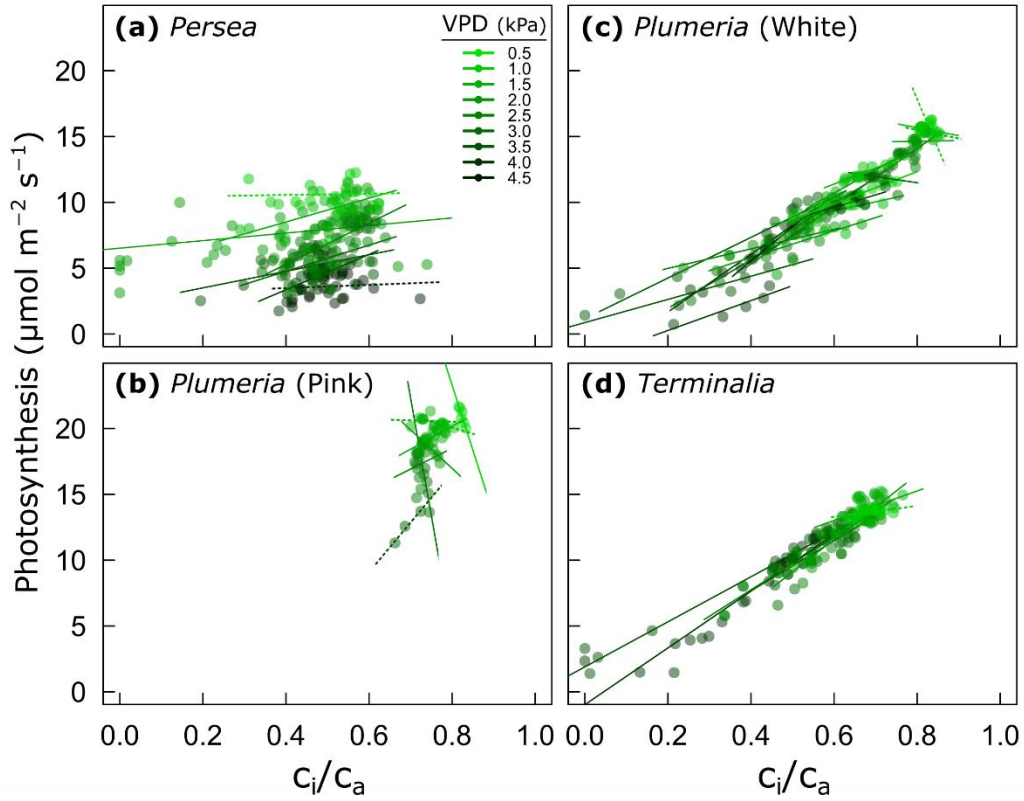 (a) Persea
VPD (kPa)
0.5
1.0
1.5
2.0
2.5
3.0
3.5
4.0
4.5
(c) Plumeria (White)
20
15
10
5
0
(b) Plumeria (Pink)
(d) Terminalia
20
15
10
5
0
Photosynthesis (μmol m⁻² s⁻¹)
0.0 0.2 0.4 0.6 0.8 1.0
0.0 0.2 0.4 0.6 0.8 1.0
cᵢ/cₐ
cᵢ/cₐ